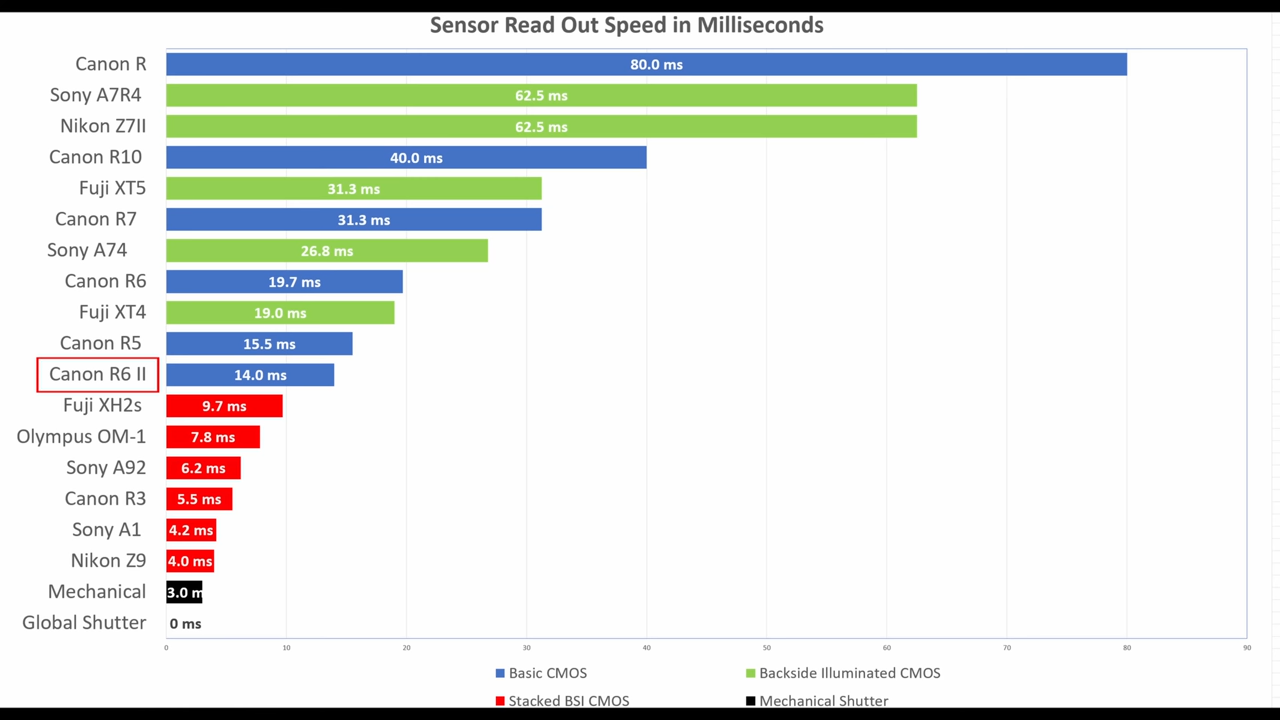 Sensor Read Out Speed in Milliseconds
Canon R 80.0 ms
Sony A7R4 62.5 ms
Nikon Z7II 62.5 ms
Canon R10 40.0 ms
Fuji XT5 31.3 ms
Canon R7 31.3 ms
Sony A74 26.8 ms
Canon R6 19.7 ms
Fuji XT4 19.0 ms
Canon R5 15.5 ms
Canon R6 II 14.0 ms
Fuji XH2s 9.7 ms
Olympus OM-1 7.8 ms
Sony A92 6.2 ms
Canon R3 5.5 ms
Sony A1 4.2 ms
Nikon Z9 4.0 ms
Mechanical 3.0 m
Global Shutter 0 ms
0 10 20 30 40 50 60 70 80 90
Basic CMOS Backside Illuminated CMOS
Stacked BSI CMOS Mechanical Shutter